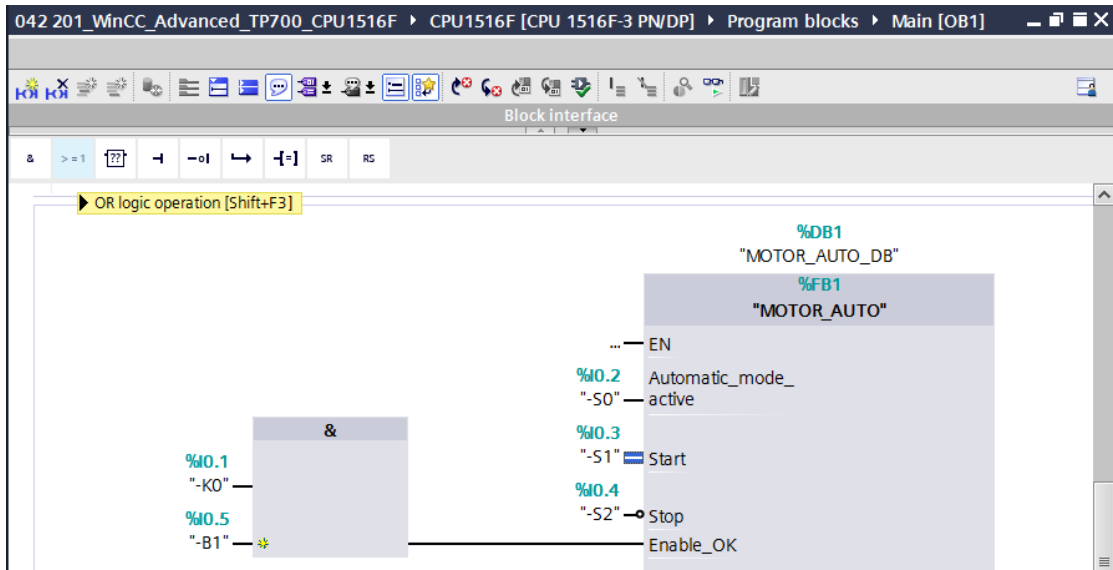 042 201_WinCC_Advanced_TP700_CPU1516F ▸ CPU1516F [CPU 1516F-3 PN/DP] ▸ Program blocks ▸ Main [OB1]
Block interface
& >=1 ?? SR RS
OR logic operation [Shift+F3]
%DB1
"MOTOR_AUTO_DB"
%FB1
"MOTOR_AUTO"
... EN
%I0.2
"-S0"
Automatic_mode_
active
&
%I0.3
"-S1" Start
%I0.1
"-K0"
%I0.4
"-S2" Stop
%I0.5
"-B1"
Enable_OK